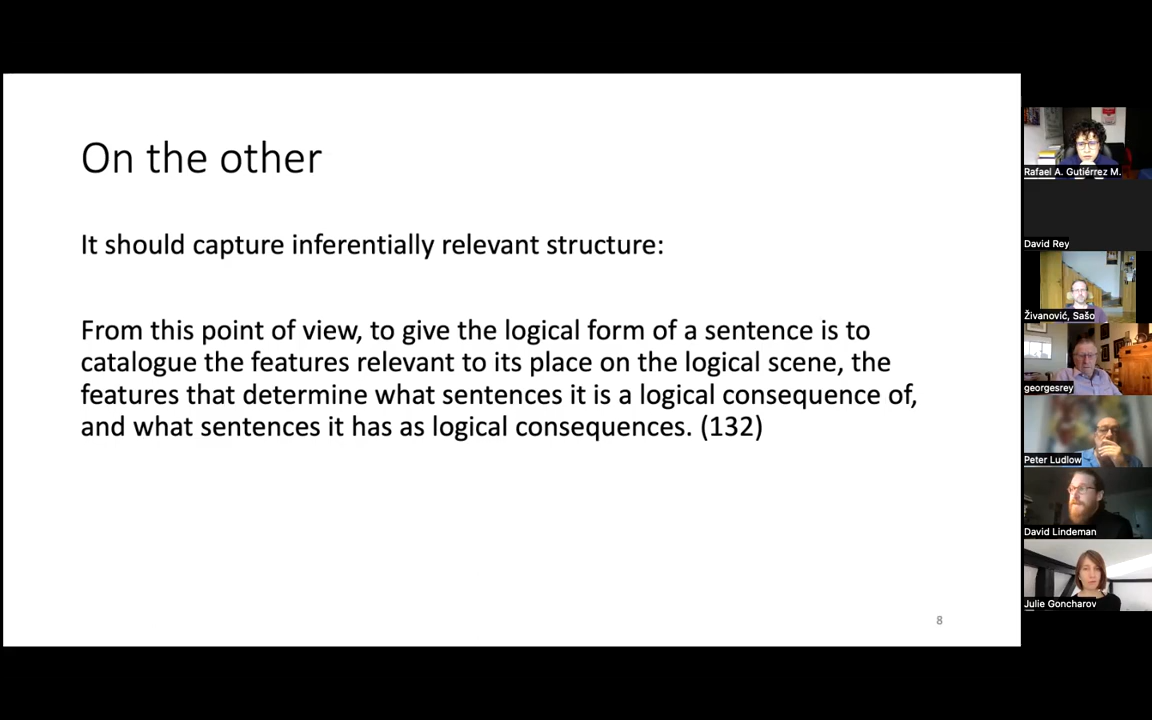 On the other
It should capture inferentially relevant structure:
From this point of view, to give the logical form of a sentence is to
catalogue the features relevant to its place on the logical scene, the
features that determine what sentences it is a logical consequence of,
and what sentences it has as logical consequences. (132)
8
Rafael A. Gutiérrez M.
David Rey
Živanović, Sašo
georgesrey
Peter Ludlow
David Lindeman
Julie Goncharov